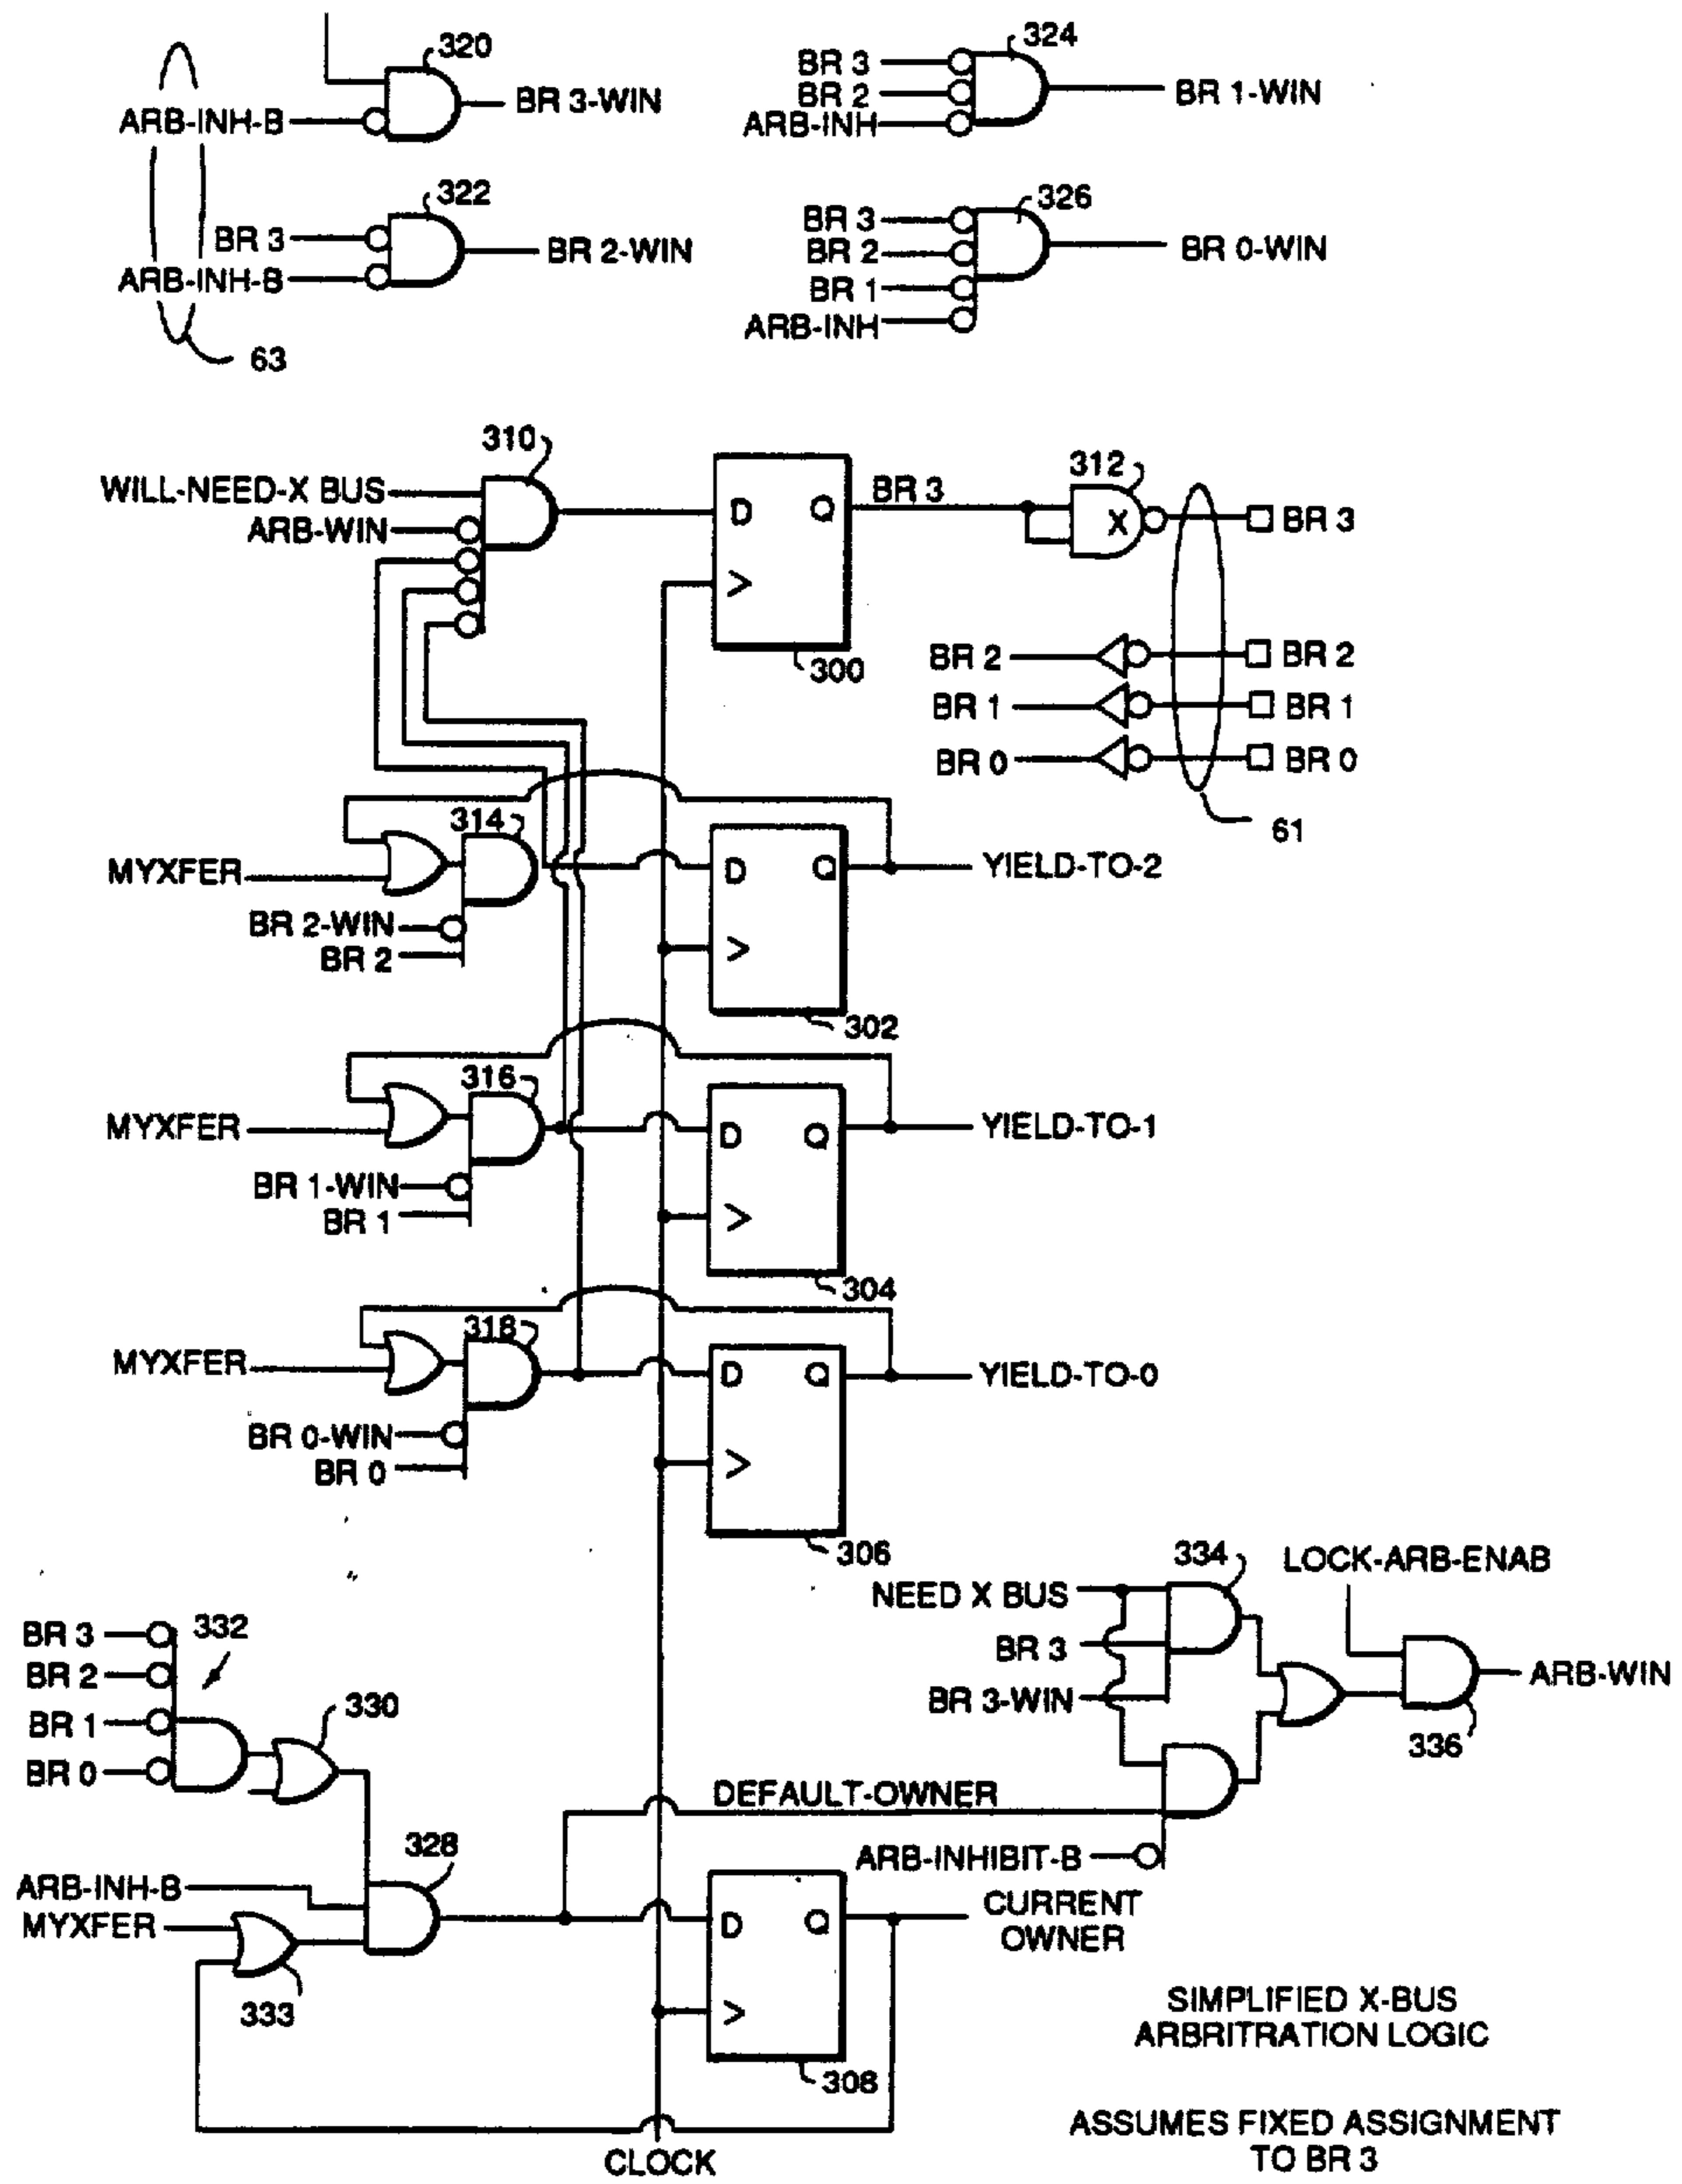 320
BR 3-WIN
ARB-INH-B
322
BR 3
BR 2-WIN
ARB-INH-B
63
324
BR 3
BR 2
ARB-INH
BR 1-WIN
326
BR 3
BR 2
BR 1
ARB-INH
BR 0-WIN
310
WILL-NEED-X BUS
ARB-WIN
D
Q
300
BR 3
312
X
BR 3
BR 2
BR 2
BR 1
BR 1
BR 0
BR 0
61
314
MYXFER
BR 2-WIN
BR 2
D
Q
YIELD-TO-2
302
316
MYXFER
BR 1-WIN
BR 1
D
Q
YIELD-TO-1
304
318
MYXFER
BR 0-WIN
BR 0
D
Q
YIELD-TO-0
306
BR 3
332
BR 2
BR 1
BR 0
330
334
LOCK-ARB-ENAB
NEED X BUS
BR 3
BR 3-WIN
ARB-WIN
336
DEFAULT-OWNER
ARB-INHIBIT-B
328
ARB-INH-B
MYXFER
333
D
Q
CURRENT
OWNER
308
CLOCK
SIMPLIFIED X-BUS
ARBRITRATION LOGIC
ASSUMES FIXED ASSIGNMENT
TO BR 3